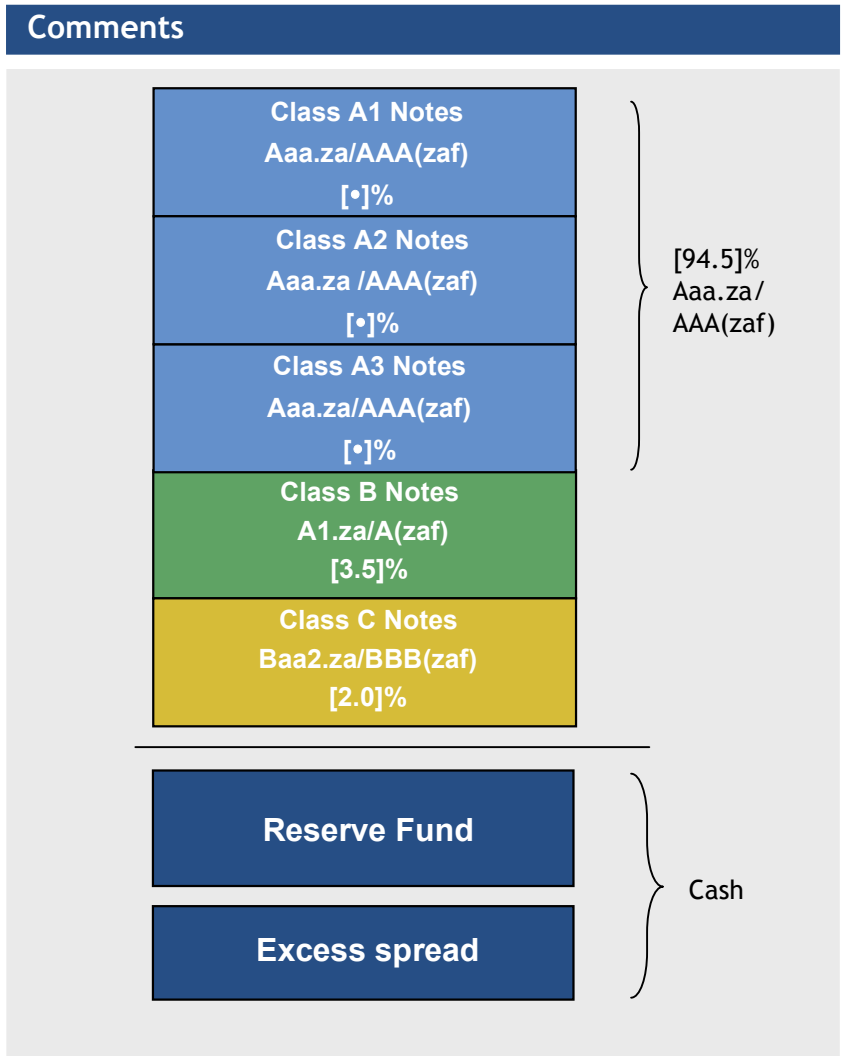 Comments
Class A1 Notes
Aaa.za/AAA(zaf)
[•]%
Class A2 Notes
Aaa.za /AAA(zaf)
[•]%
Class A3 Notes
Aaa.za/AAA(zaf)
[•]%
[94.5]%
Aaa.za/
AAA(zaf)
Class B Notes
A1.za/A(zaf)
[3.5]%
Class C Notes
Baa2.za/BBB(zaf)
[2.0]%
Reserve Fund
Excess spread
Cash